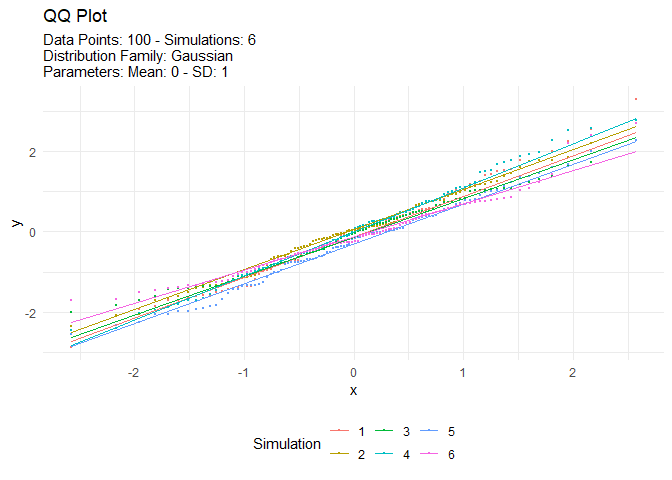 QQ Plot
Data Points: 100 - Simulations: 6
Distribution Family: Gaussian
Parameters: Mean: 0 - SD: 1
2
0
-2
y
-2 -1 0 1 2
x
Simulation
1 3 5
2 4 6